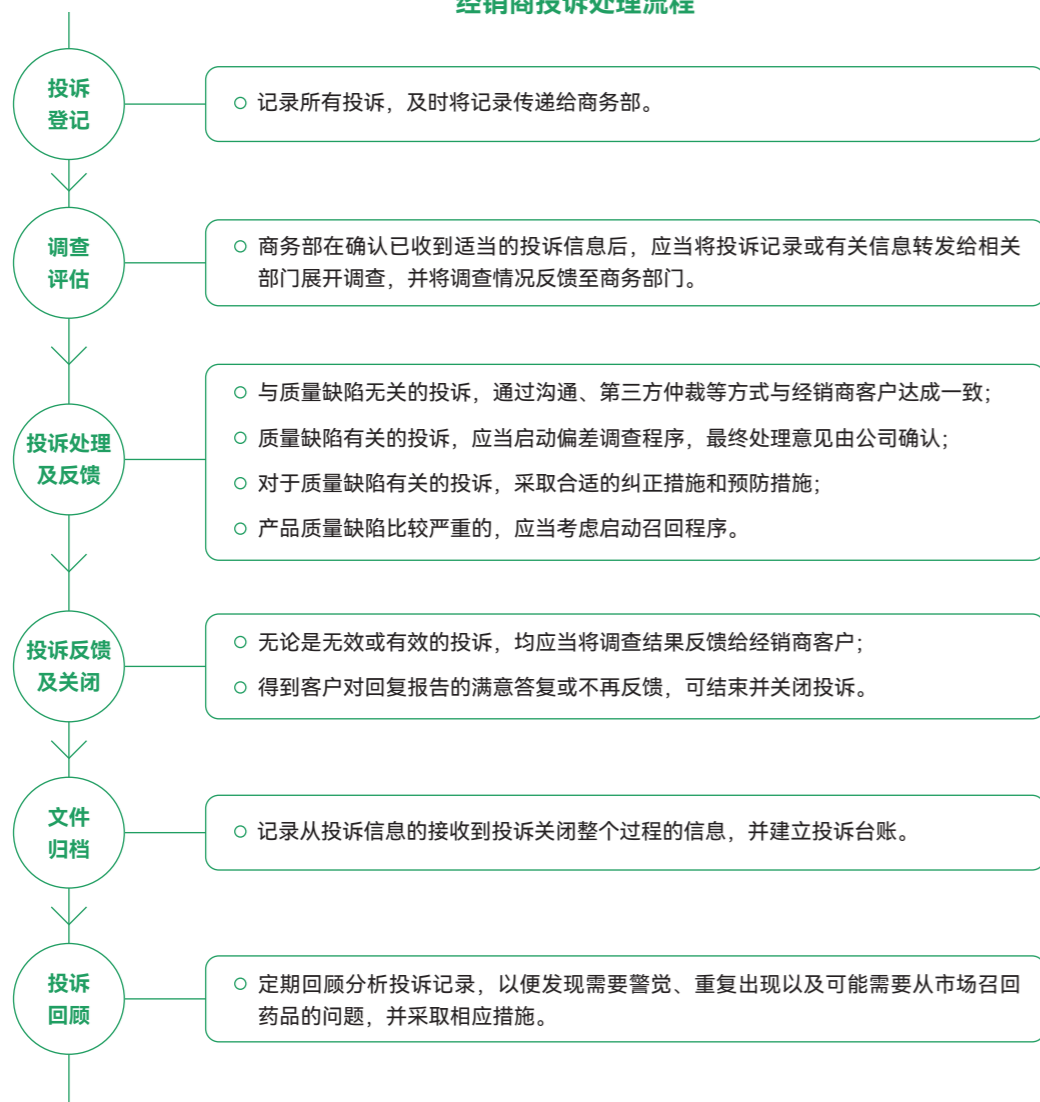 经销商投诉处理流程
投诉
登记
○ 记录所有投诉，及时将记录传递给商务部。
调查
评估
○ 商务部在确认已收到适当的投诉信息后，应当将投诉记录或有关信息转发给相关
部门展开调查，并将调查情况反馈至商务部门。
投诉处理
及反馈
○ 与质量缺陷无关的投诉，通过沟通、第三方仲裁等方式与经销商客户达成一致；
○ 质量缺陷有关的投诉，应当启动偏差调查程序，最终处理意见由公司确认；
○ 对于质量缺陷有关的投诉，采取合适的纠正措施和预防措施；
○ 产品质量缺陷比较严重的，应当考虑启动召回程序。
投诉反馈
及关闭
○ 无论是无效或有效的投诉，均应当将调查结果反馈给经销商客户；
○ 得到客户对回复报告的满意答复或不再反馈，可结束并关闭投诉。
文件
归档
○ 记录从投诉信息的接收到投诉关闭整个过程的信息，并建立投诉台账。
投诉
回顾
○ 定期回顾分析投诉记录，以便发现需要警觉、重复出现以及可能需要从市场召回
药品的问题，并采取相应措施。